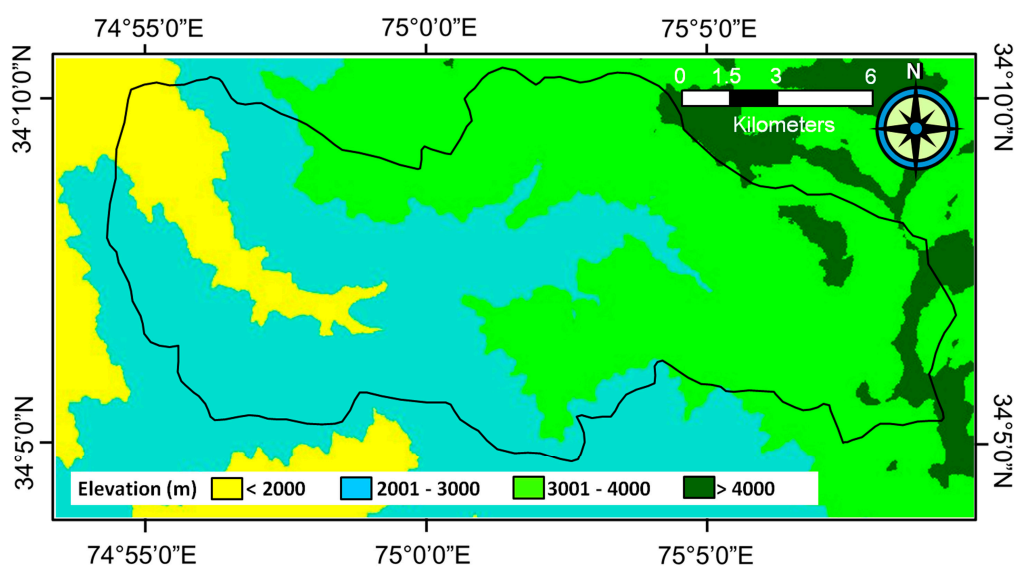 74°55’0”E 75°0’0”E 75°5’0”E
34°10’0”N
34°10’0”N
0 1.5 3 6
N
Kilometers
34°5’0”N
34°5’0”N
Elevation (m) < 2000 2001 - 3000 3001 - 4000 > 4000
74°55’0”E 75°0’0”E 75°5’0”E